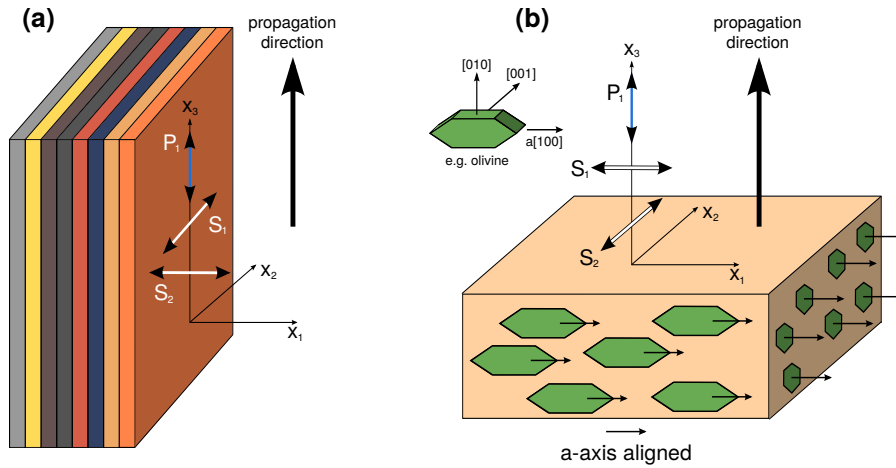 (a)
propagation
direction
x₃
P₁
S₁
S₂
x₂
x₁
(b)
propagation
direction
[010]
[001]
a[100]
e.g. olivine
x₃
P₁
S₁
S₂
x₂
x₁
a-axis aligned